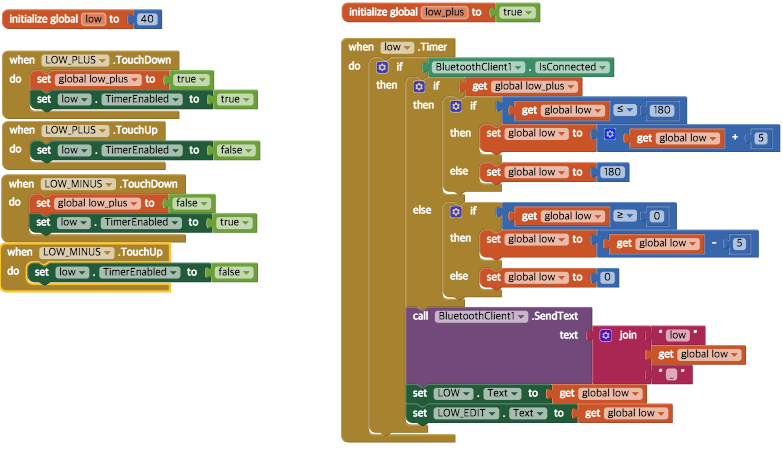 initialize global low to 40
when LOW_PLUS .TouchDown
do set global low_plus to true
set low . TimerEnabled to true
when LOW_PLUS .TouchUp
do set low . TimerEnabled to false
when LOW_MINUS .TouchDown
do set global low_plus to false
set low . TimerEnabled to true
when LOW_MINUS .TouchUp
do set low . TimerEnabled to false
initialize global low_plus to true
when low .Timer
do if BluetoothClient1 . IsConnected
then if get global low_plus
then if get global low ≤ 180
then set global low to get global low + 5
else set global low to 180
else if get global low ≥ 0
then set global low to get global low - 5
else set global low to 0
call BluetoothClient1 .SendText
text join " low "
get global low
" _ "
set LOW . Text to get global low
set LOW_EDIT . Text to get global low